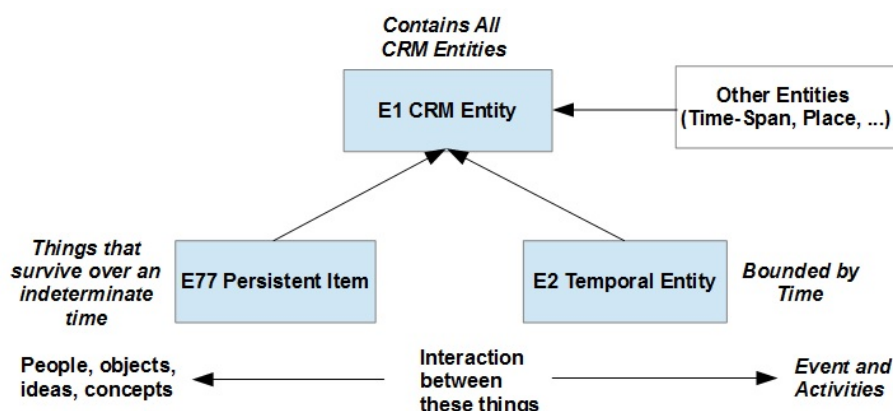 Contains All
CRM Entities
E1 CRM Entity
Other Entities
(Time-Span, Place, ...)
Things that
survive over an
indeterminate
time
E77 Persistent Item
E2 Temporal Entity
Bounded by
Time
People, objects,
ideas, concepts
Interaction
between
these things
Event and
Activities